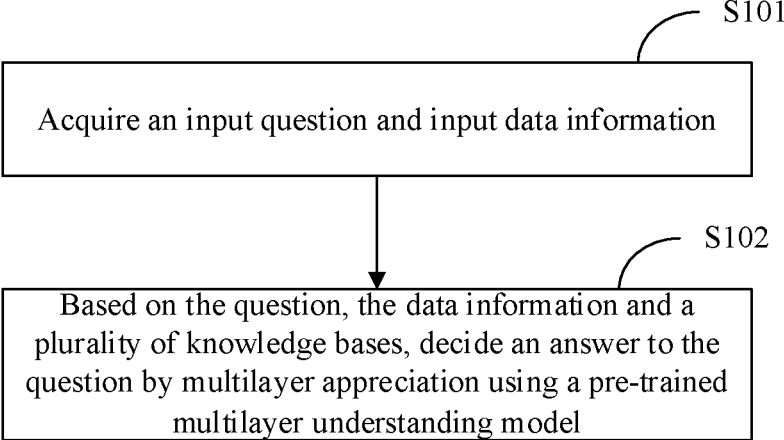 S101
Acquire an input question and input data information
S102
Based on the question, the data information and a
plurality of knowledge bases, decide an answer to the
question by multilayer appreciation using a pre-trained
multilayer understanding model